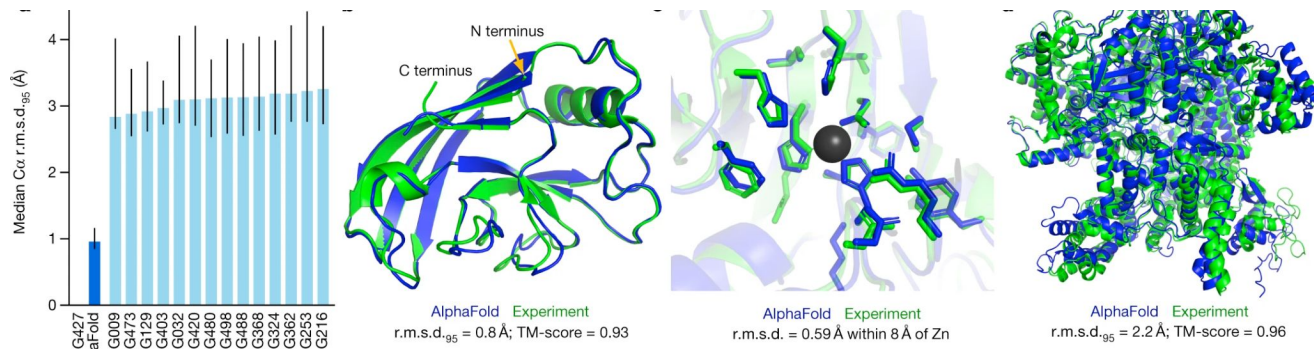 4
3
2
1
0
Median Cα r.m.s.d.95 (Å)
G427
aFold
G009
G473
G129
G403
G032
G420
G480
G498
G488
G368
G324
G362
G253
G216
N terminus
C terminus
AlphaFold Experiment
r.m.s.d.95 = 0.8 Å; TM-score = 0.93
AlphaFold Experiment
r.m.s.d. = 0.59 Å within 8 Å of Zn
AlphaFold Experiment
r.m.s.d.95 = 2.2 Å; TM-score = 0.96